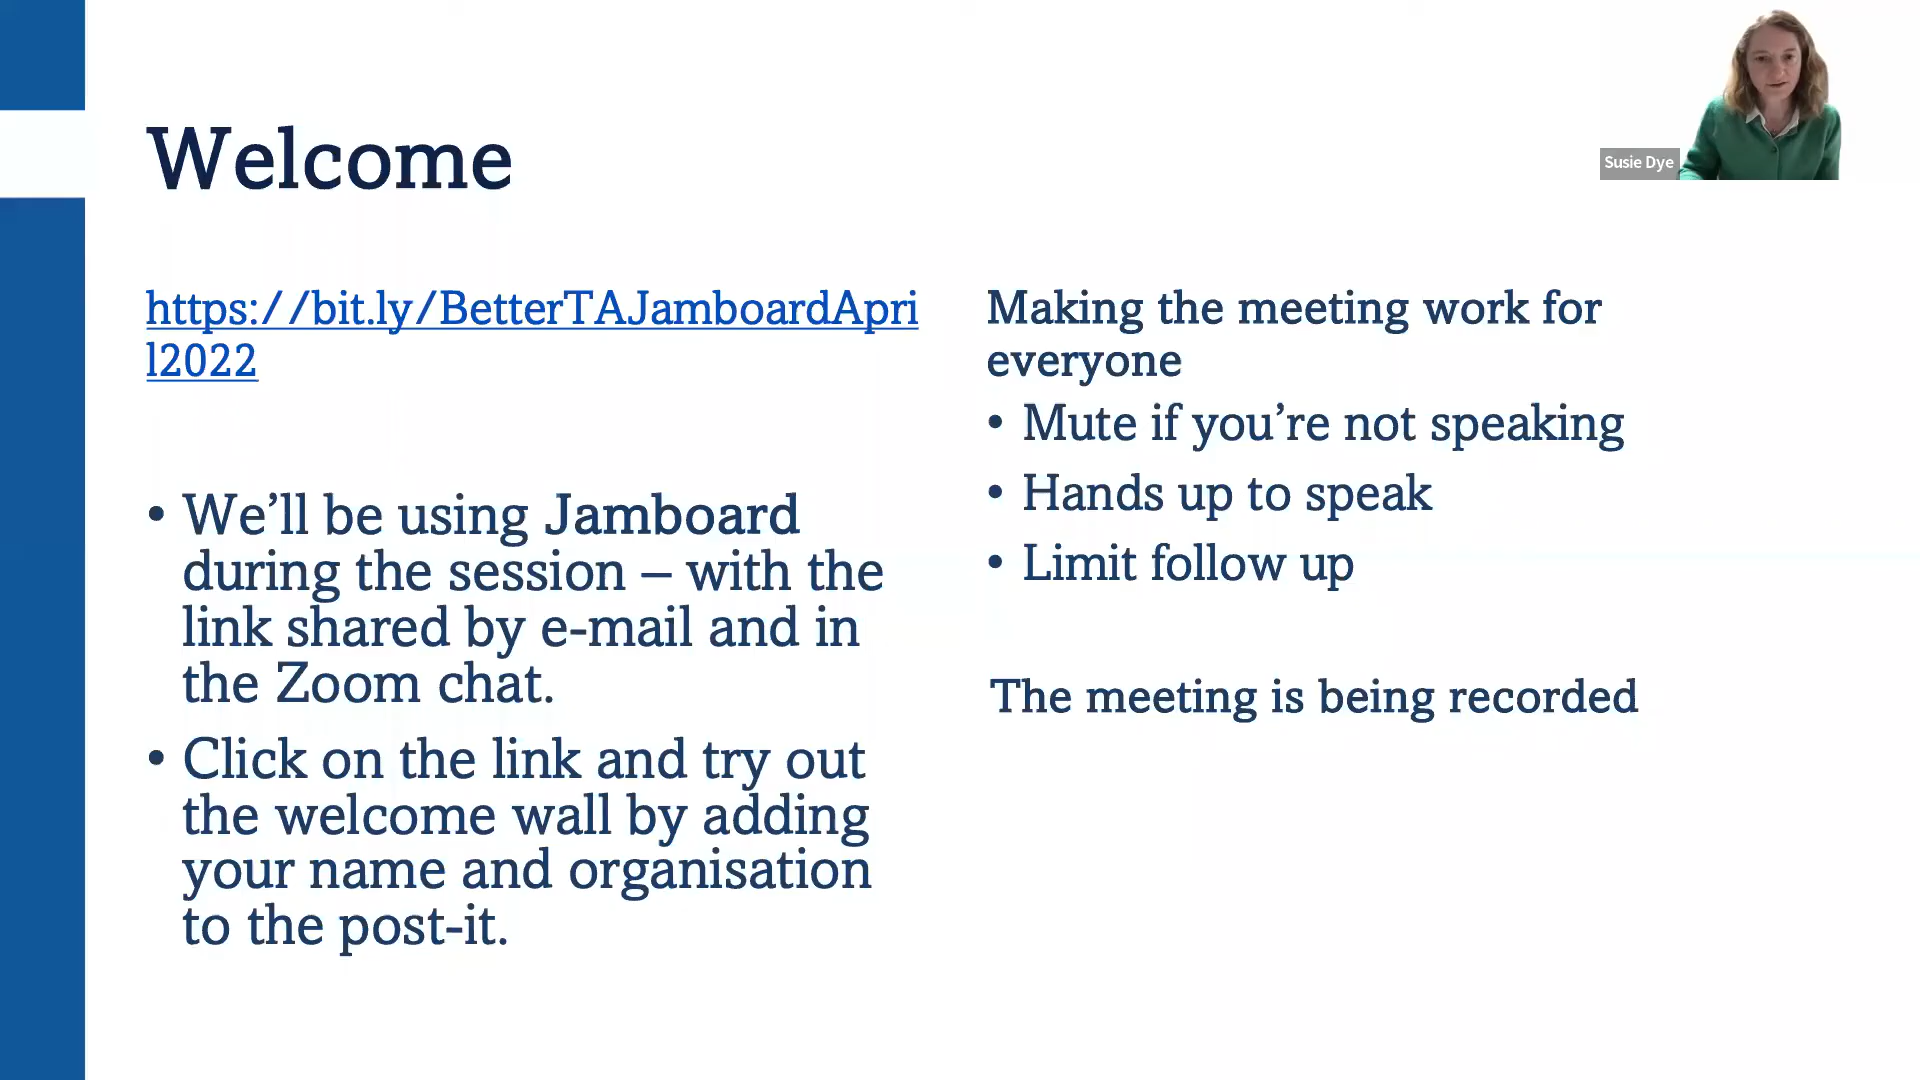 Welcome
Susie Dye
https://bit.ly/BetterTAJamboardApri
l2022
• We’ll be using Jamboard
during the session – with the
link shared by e-mail and in
the Zoom chat.
• Click on the link and try out
the welcome wall by adding
your name and organisation
to the post-it.
Making the meeting work for
everyone
• Mute if you’re not speaking
• Hands up to speak
• Limit follow up
The meeting is being recorded